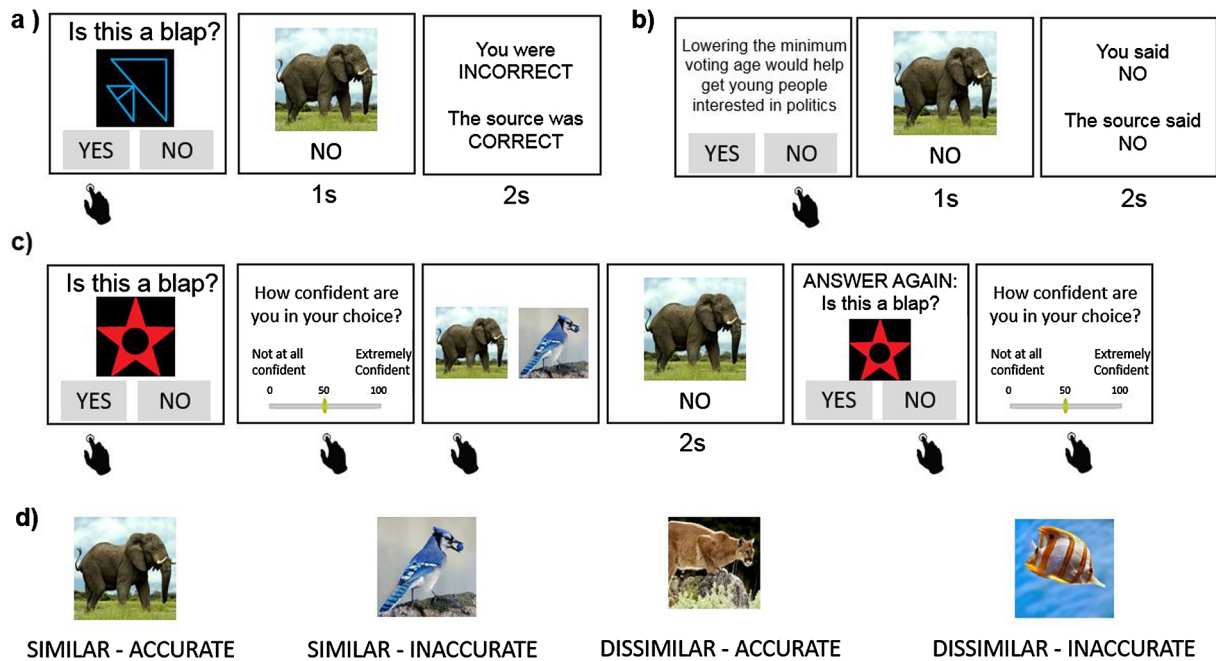 a )
Is this a blap?
YES NO
NO
1s
You were
INCORRECT
The source was
CORRECT
2s
b)
Lowering the minimum
voting age would help
get young people
interested in politics
YES NO
NO
1s
You said
NO
The source said
NO
2s
c)
Is this a blap?
YES NO
How confident are
you in your choice?
Not at all
confident
Extremely
Confident
0 50 100
NO
2s
ANSWER AGAIN:
Is this a blap?
YES NO
How confident are
you in your choice?
Not at all
confident
Extremely
Confident
0 50 100
d)
SIMILAR - ACCURATE
SIMILAR - INACCURATE
DISSIMILAR - ACCURATE
DISSIMILAR - INACCURATE